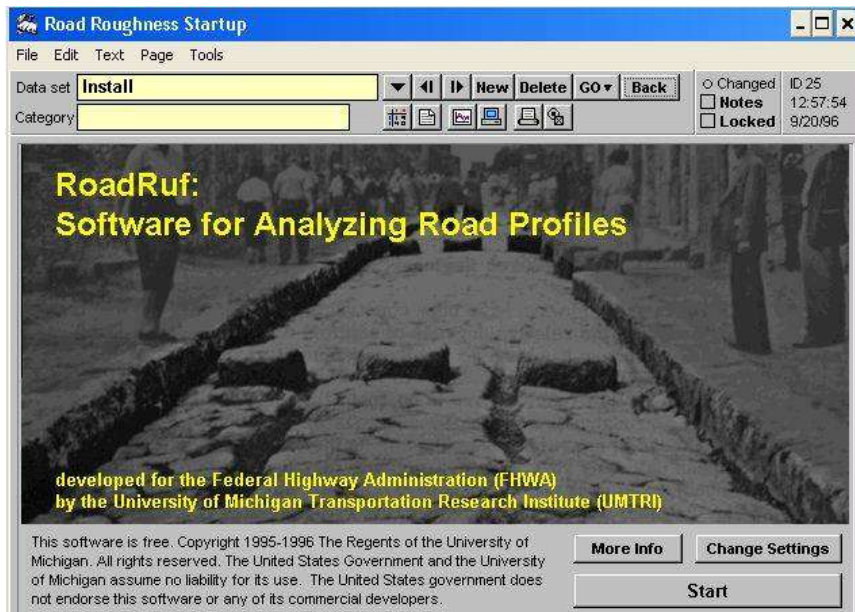 Road Roughness Startup
File Edit Text Page Tools
Data set Install New Delete GO Back Changed ID 25
Notes 12:57:54
Category Locked 9/20/96
RoadRuf:
Software for Analyzing Road Profiles
developed for the Federal Highway Administration (FHWA)
by the University of Michigan Transportation Research Institute (UMTRI)
This software is free. Copyright 1995-1996 The Regents of the University of
Michigan. All rights reserved. The United States Government and the University
of Michigan assume no liability for its use. The United States government does
not endorse this software or any of its commercial developers.
More Info Change Settings
Start